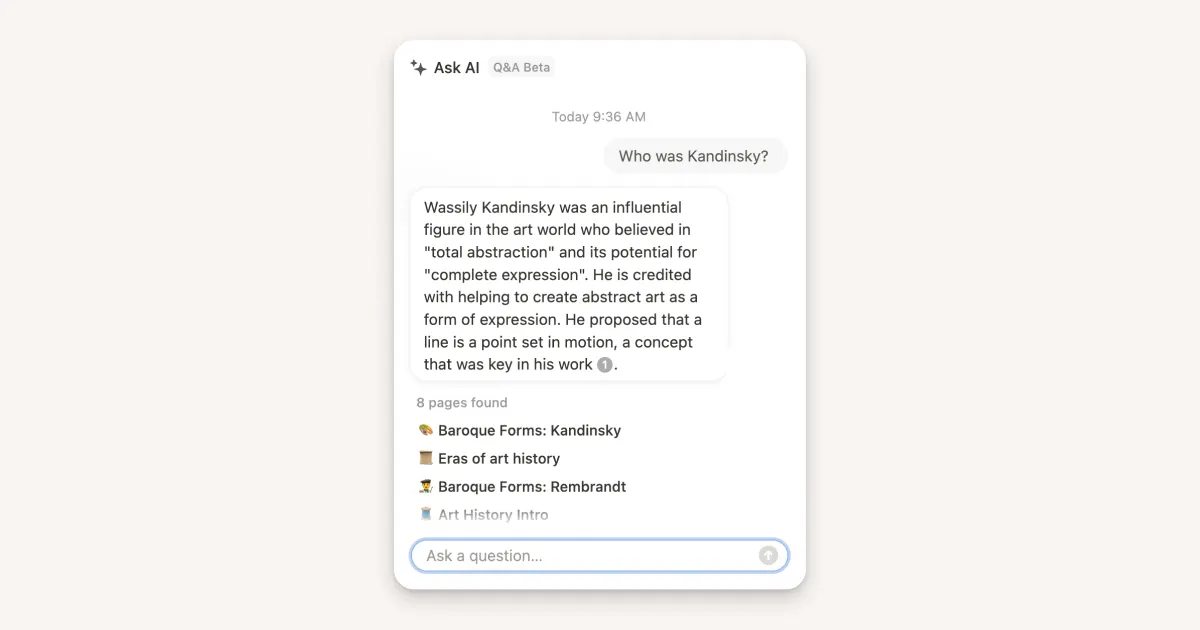 Ask AI Q&A Beta
Today 9:36 AM
Who was Kandinsky?
Wassily Kandinsky was an influential
figure in the art world who believed in
"total abstraction" and its potential for
"complete expression". He is credited
with helping to create abstract art as a
form of expression. He proposed that a
line is a point set in motion, a concept
that was key in his work 1.
8 pages found
Baroque Forms: Kandinsky
Eras of art history
Baroque Forms: Rembrandt
Art History Intro
Ask a question...